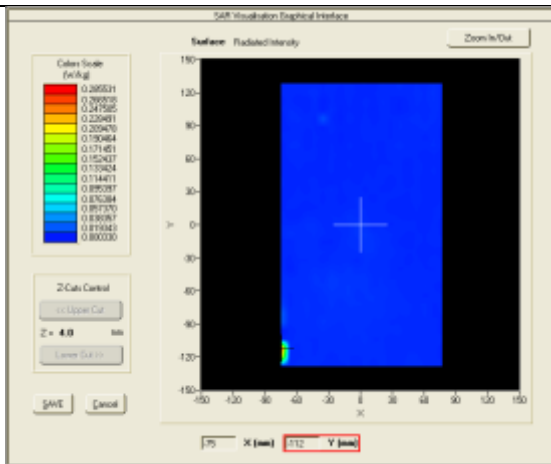 SAR Visualisation Graphical Interface
Surface Radiated Intensity
Zoom In/Out
Colors Scale
(W/Kg)
0.285531
0.266518
0.247505
0.228491
0.209478
0.190464
0.171451
0.152437
0.133424
0.114411
0.095397
0.076384
0.057370
0.038357
0.019343
0.000330
150
120
90
60
30
0
-30
-60
-90
-120
-150
Y
-150 -120 -90 -60 -30 0 30 60 90 120 150
X
Z-Cuts Control
<< Upper Cut
Z = 4.0 mm
Lower Cut >>
SAVE Cancel
-75 X (mm) -112 Y (mm)